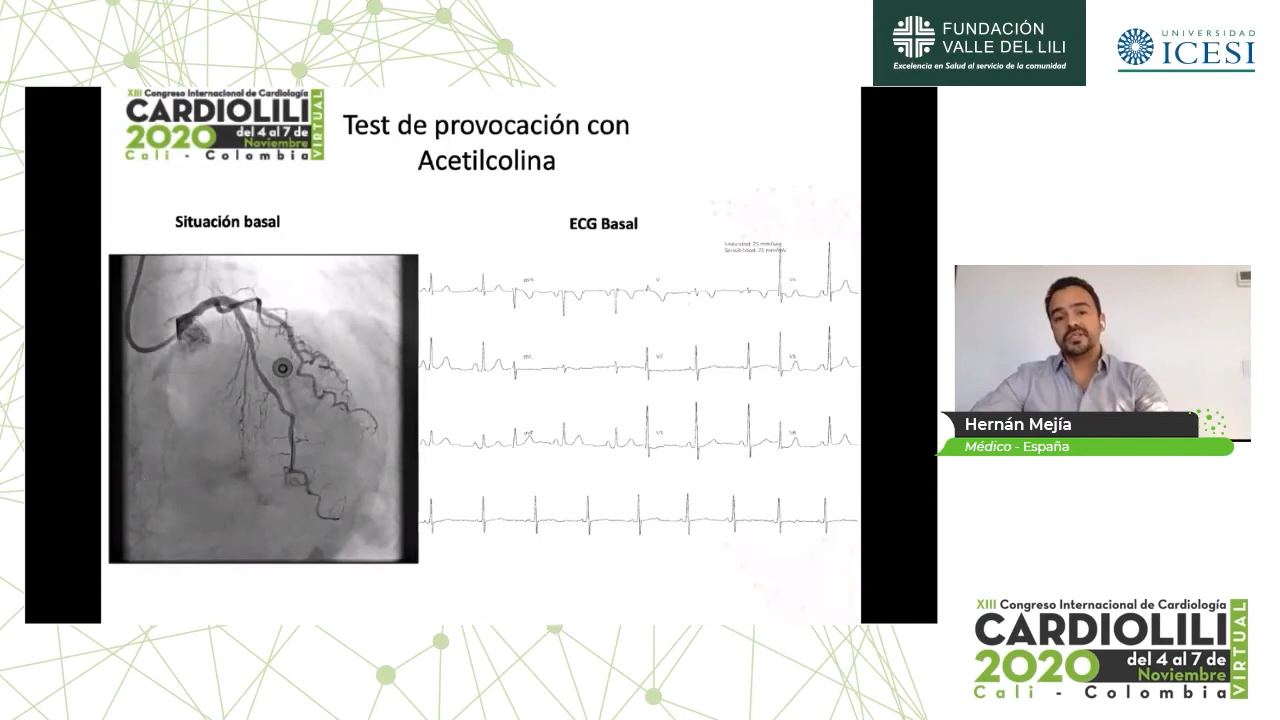 FUNDACIÓN
VALLE DEL LILI
Excelencia en Salud al servicio de la comunidad
UNIVERSIDAD
ICESI
XIII Congreso Internacional de Cardiología
CARDIOLILI
2020
del 4 al 7 de
Noviembre
Cali - Colombia
VIRTUAL
Test de provocación con
Acetilcolina
Situación basal
ECG Basal
Hernán Mejía
Médico - España
XIII Congreso Internacional de Cardiología
CARDIOLILI
2020
del 4 al 7 de
Noviembre
Cali - Colombia
VIRTUAL